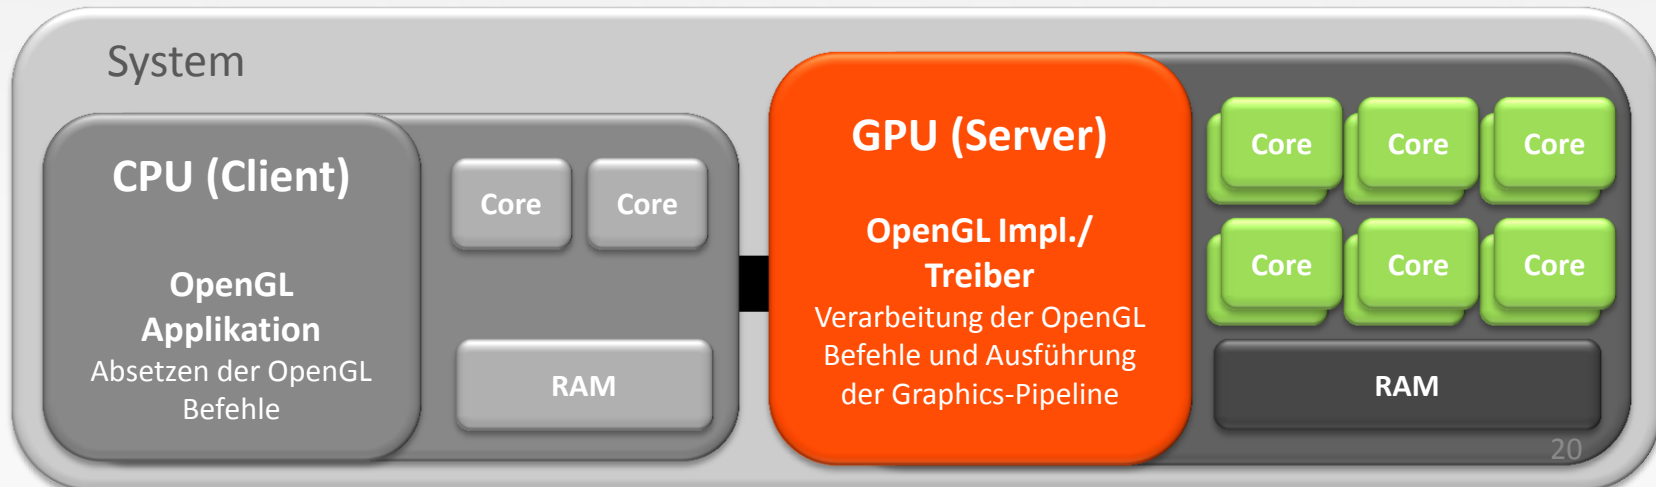 System
CPU (Client)
OpenGL
Applikation
Absetzen der OpenGL
Befehle
Core
Core
RAM
GPU (Server)
OpenGL Impl./
Treiber
Verarbeitung der OpenGL
Befehle und Ausführung
der Graphics-Pipeline
Core
Core
Core
Core
Core
Core
RAM
20